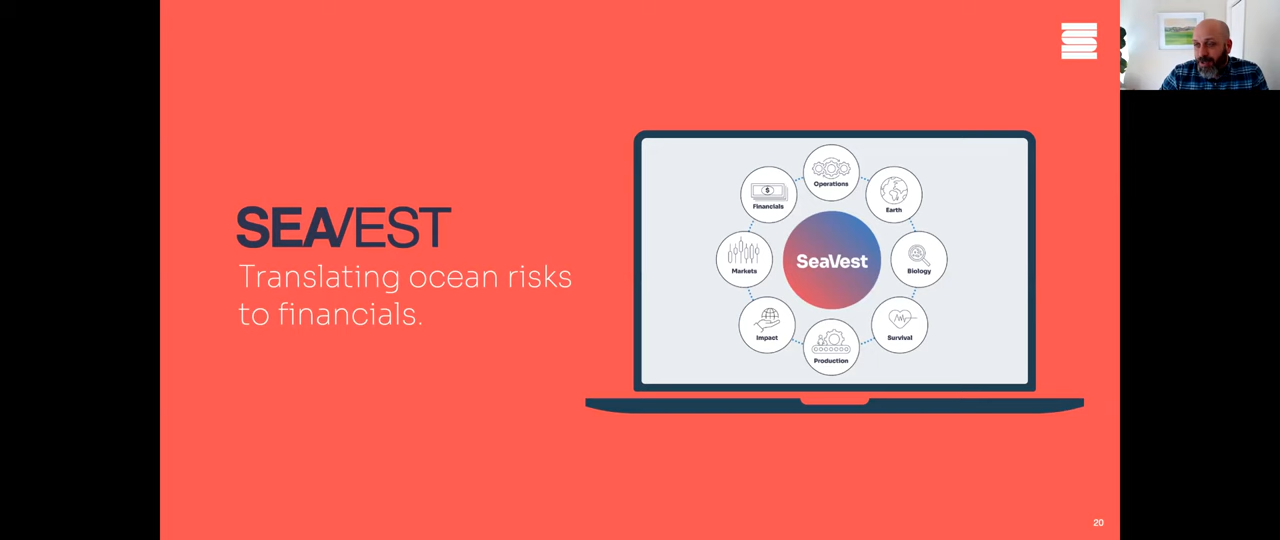 SEAVEST
Translating ocean risks
to financials.
Operations
Financials
Earth
Markets
SeaVest
Biology
Impact
Survival
Production
$
20